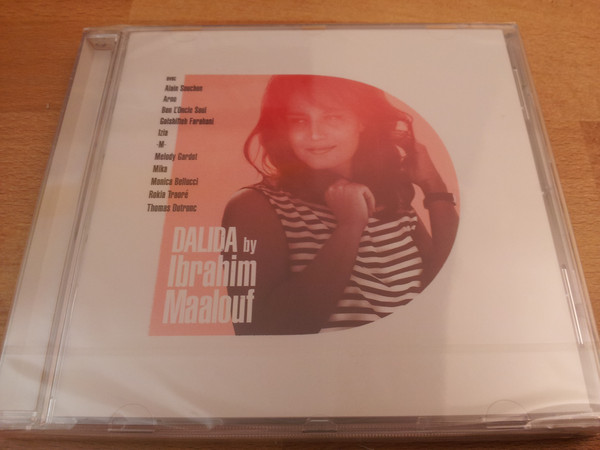 avec
Alain Souchon
Arno
Ben L'Oncle Soul
Golshifteh Farahani
Izïa
-M-
Melody Gardot
Mika
Monica Bellucci
Rokia Traoré
Thomas Dutronc
DALIDA by
Ibrahim
Maalouf